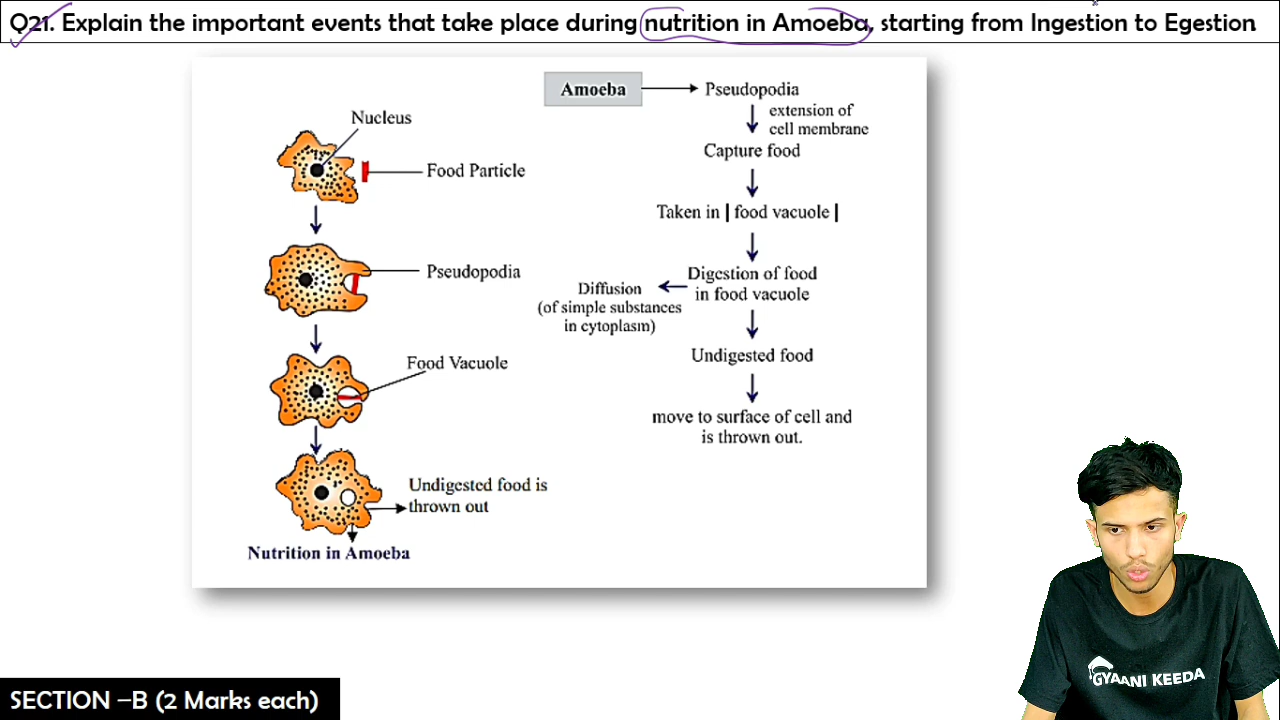 Q21. Explain the important events that take place during nutrition in Amoeba, starting from Ingestion to Egestion
Nucleus
Food Particle
Pseudopodia
Food Vacuole
Undigested food is
thrown out
Nutrition in Amoeba
Amoeba
Pseudopodia
extension of
cell membrane
Capture food
Taken in | food vacuole |
Digestion of food
in food vacuole
Diffusion
(of simple substances
in cytoplasm)
Undigested food
move to surface of cell and
is thrown out.
GYAANI KEEDA
SECTION –B (2 Marks each)